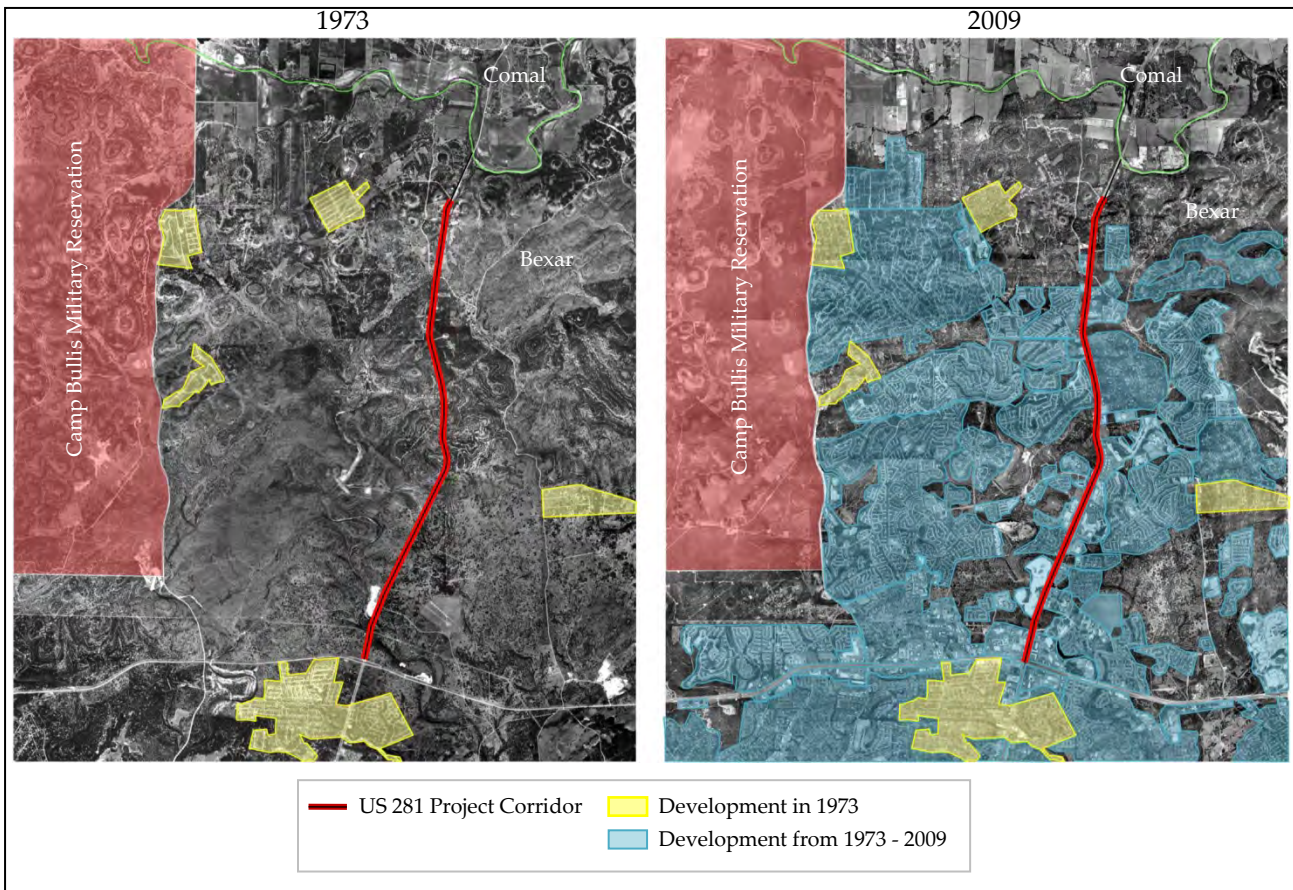 1973
2009
Comal
Camp Bullis Military Reservation
Bexar
Comal
Camp Bullis Military Reservation
Bexar
US 281 Project Corridor
Development in 1973
Development from 1973 - 2009